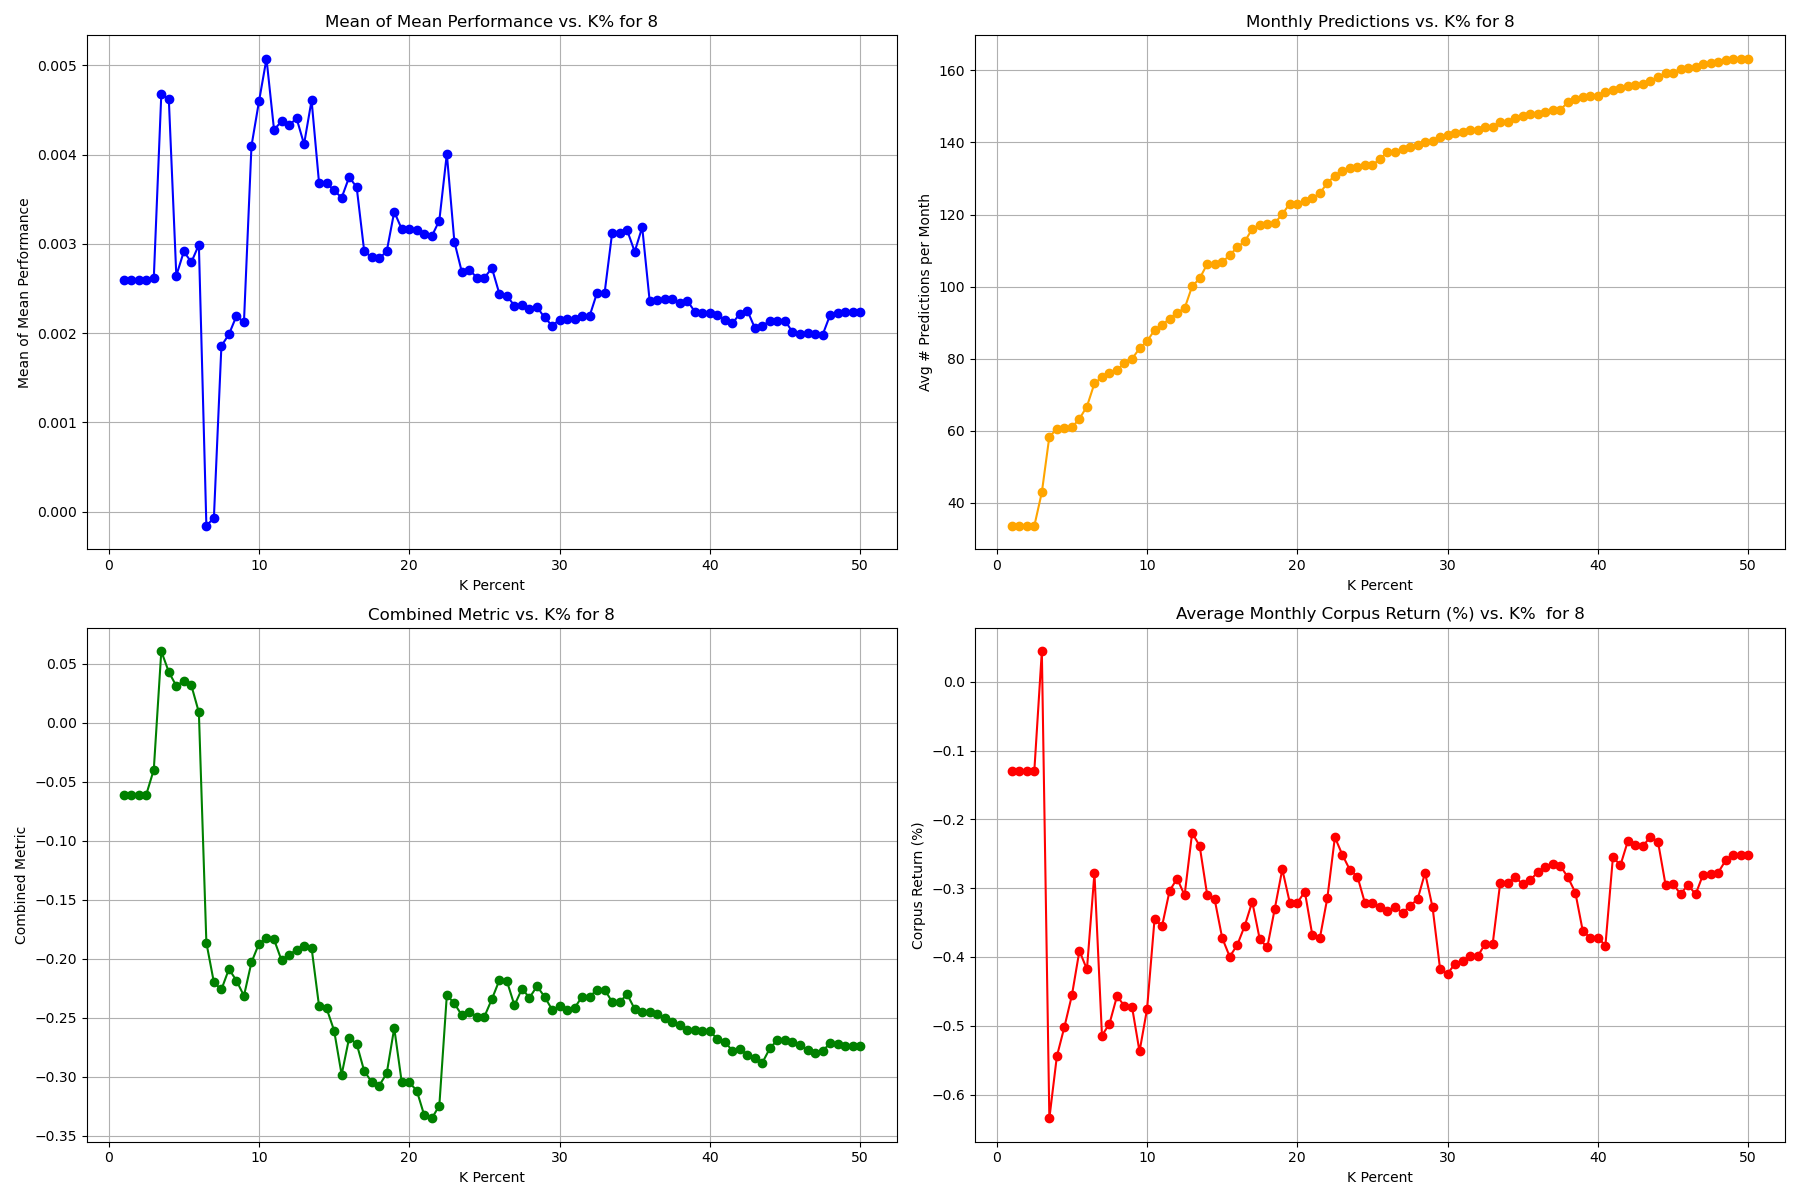 Mean of Mean Performance vs. K% for 8
Mean of Mean Performance
0.005
0.004
0.003
0.002
0.001
0.000
0 10 20 30 40 50
K Percent
Monthly Predictions vs. K% for 8
Avg # Predictions per Month
160
140
120
100
80
60
40
0 10 20 30 40 50
K Percent
Combined Metric vs. K% for 8
Combined Metric
0.05
0.00
−0.05
−0.10
−0.15
−0.20
−0.25
−0.30
−0.35
0 10 20 30 40 50
K Percent
Average Monthly Corpus Return (%) vs. K%  for 8
Corpus Return (%)
0.0
−0.1
−0.2
−0.3
−0.4
−0.5
−0.6
0 10 20 30 40 50
K Percent